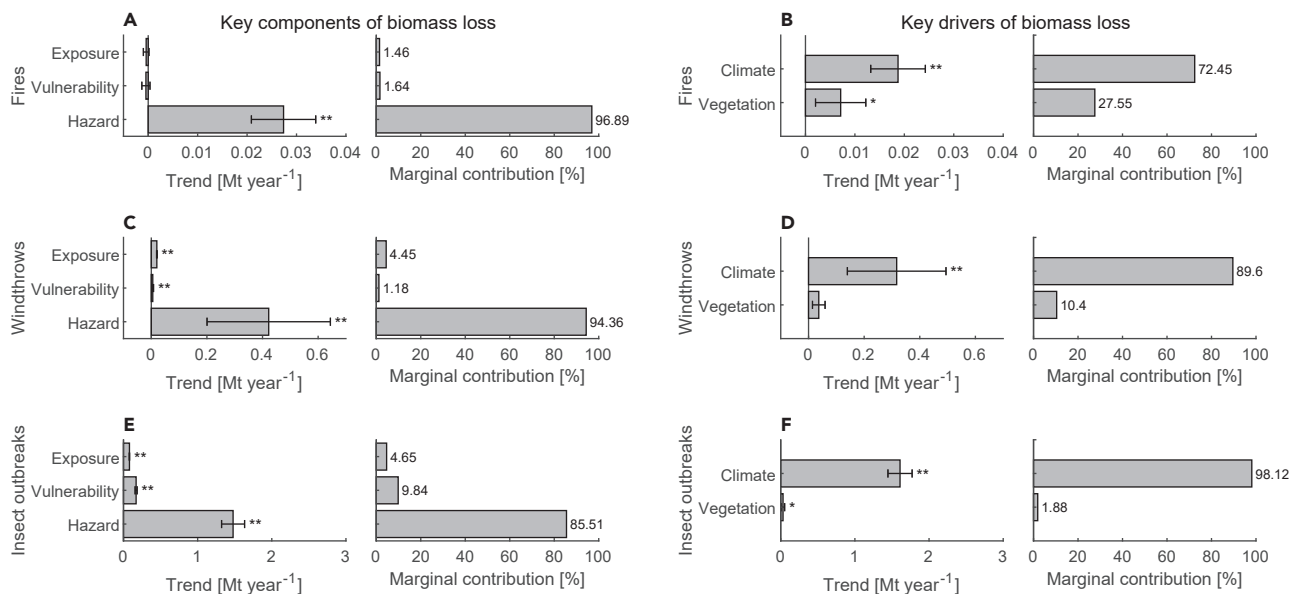 A
Key components of biomass loss
Fires
Exposure
Vulnerability
Hazard
**
0 0.01 0.02 0.03 0.04
Trend [Mt year-1]
1.46
1.64
96.89
0 20 40 60 80 100
Marginal contribution [%]
B
Key drivers of biomass loss
Fires
Climate
Vegetation
**
*
0 0.01 0.02 0.03 0.04
Trend [Mt year-1]
72.45
27.55
0 20 40 60 80 100
Marginal contribution [%]
C
Windthrows
Exposure
Vulnerability
Hazard
**
**
**
0 0.2 0.4 0.6
Trend [Mt year-1]
4.45
1.18
94.36
0 20 40 60 80 100
Marginal contribution [%]
D
Windthrows
Climate
Vegetation
**
0 0.2 0.4 0.6
Trend [Mt year-1]
89.6
10.4
0 20 40 60 80 100
Marginal contribution [%]
E
Insect outbreaks
Exposure
Vulnerability
Hazard
**
**
**
0 1 2 3
Trend [Mt year-1]
4.65
9.84
85.51
0 20 40 60 80 100
Marginal contribution [%]
F
Insect outbreaks
Climate
Vegetation
**
*
0 1 2 3
Trend [Mt year-1]
98.12
1.88
0 20 40 60 80 100
Marginal contribution [%]